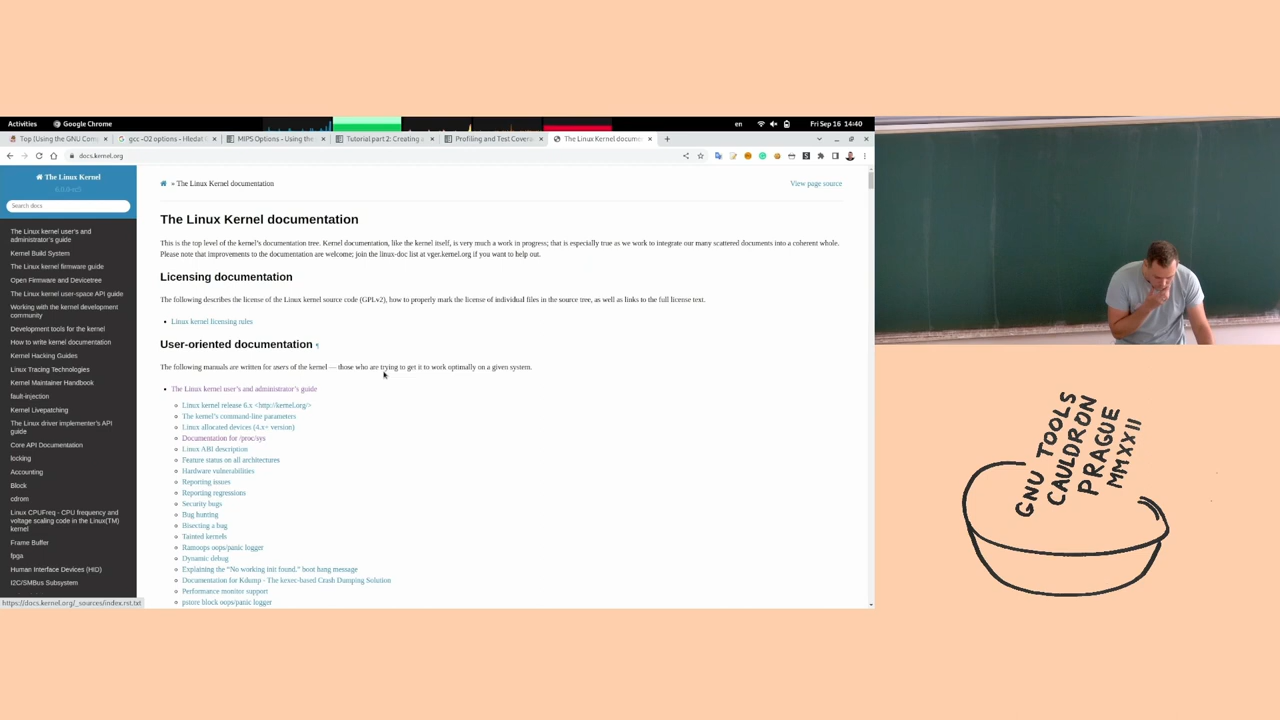 Activities
Google Chrome
en
Fri Sep 16 14:40
Top (Using the GNU Com
gcc -O2 options - Hledat
MIPS Options - Using the
Tutorial part 2: Creating
Profiling and Test Covera
The Linux Kernel docum
docs.kernel.org
The Linux Kernel
6.0.0-rc5
Search docs
The Linux kernel user's and
administrator's guide
Kernel Build System
The Linux kernel firmware guide
Open Firmware and Devicetree
The Linux kernel user-space API guide
Working with the kernel development
community
Development tools for the kernel
How to write kernel documentation
Kernel Hacking Guides
Linux Tracing Technologies
Kernel Maintainer Handbook
fault-injection
Kernel Livepatching
The Linux driver implementer's API
guide
Core API Documentation
locking
Accounting
Block
cdrom
Linux CPUFreq - CPU frequency and
voltage scaling code in the Linux(TM)
kernel
Frame Buffer
fpga
Human Interface Devices (HID)
I2C/SMBus Subsystem
https://docs.kernel.org/_sources/index.rst.txt
» The Linux Kernel documentation
View page source
The Linux Kernel documentation
This is the top level of the kernel's documentation tree. Kernel documentation, like the kernel itself, is very much a work in progress; that is especially true as we work to integrate our many scattered documents into a coherent whole.
Please note that improvements to the documentation are welcome; join the linux-doc list at vger.kernel.org if you want to help out.
Licensing documentation
The following describes the license of the Linux kernel source code (GPLv2), how to properly mark the license of individual files in the source tree, as well as links to the full license text.
Linux kernel licensing rules
User-oriented documentation ¶
The following manuals are written for users of the kernel — those who are trying to get it to work optimally on a given system.
The Linux kernel user's and administrator's guide
Linux kernel release 6.x <http://kernel.org/>
The kernel's command-line parameters
Linux allocated devices (4.x+ version)
Documentation for /proc/sys
Linux ABI description
Feature status on all architectures
Hardware vulnerabilities
Reporting issues
Reporting regressions
Security bugs
Bug hunting
Bisecting a bug
Tainted kernels
Ramoops oops/panic logger
Dynamic debug
Explaining the "No working init found." boot hang message
Documentation for Kdump - The kexec-based Crash Dumping Solution
Performance monitor support
pstore block oops/panic logger
GNU TOOLS
CAULDRON
PRAGUE
MMXXII